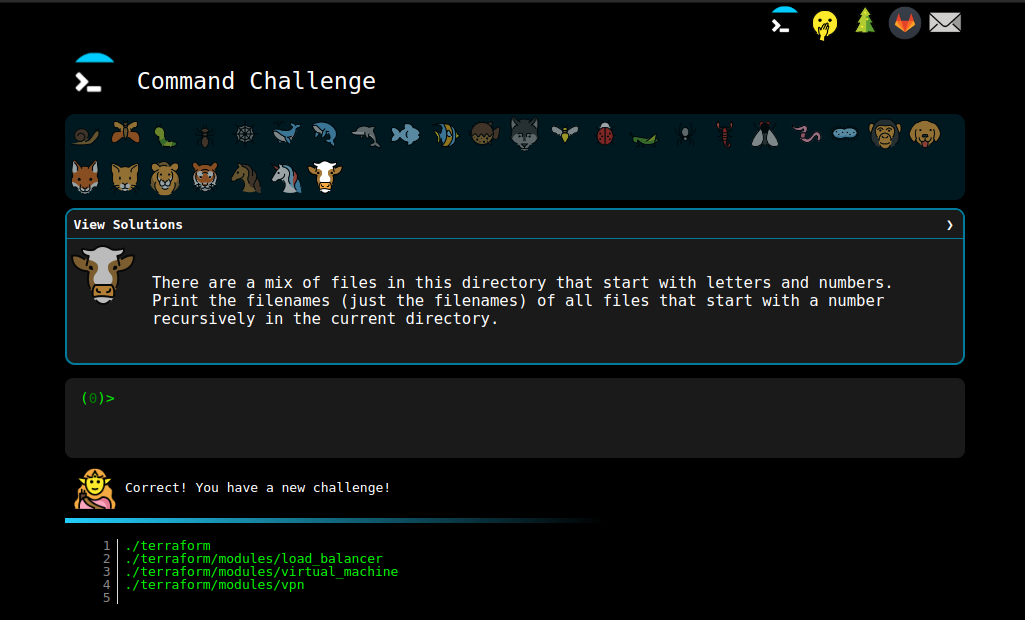 Command Challenge
View Solutions ❯
There are a mix of files in this directory that start with letters and numbers.
Print the filenames (just the filenames) of all files that start with a number
recursively in the current directory.
(0)>
Correct! You have a new challenge!
1 ./terraform
2 ./terraform/modules/load_balancer
3 ./terraform/modules/virtual_machine
4 ./terraform/modules/vpn
5